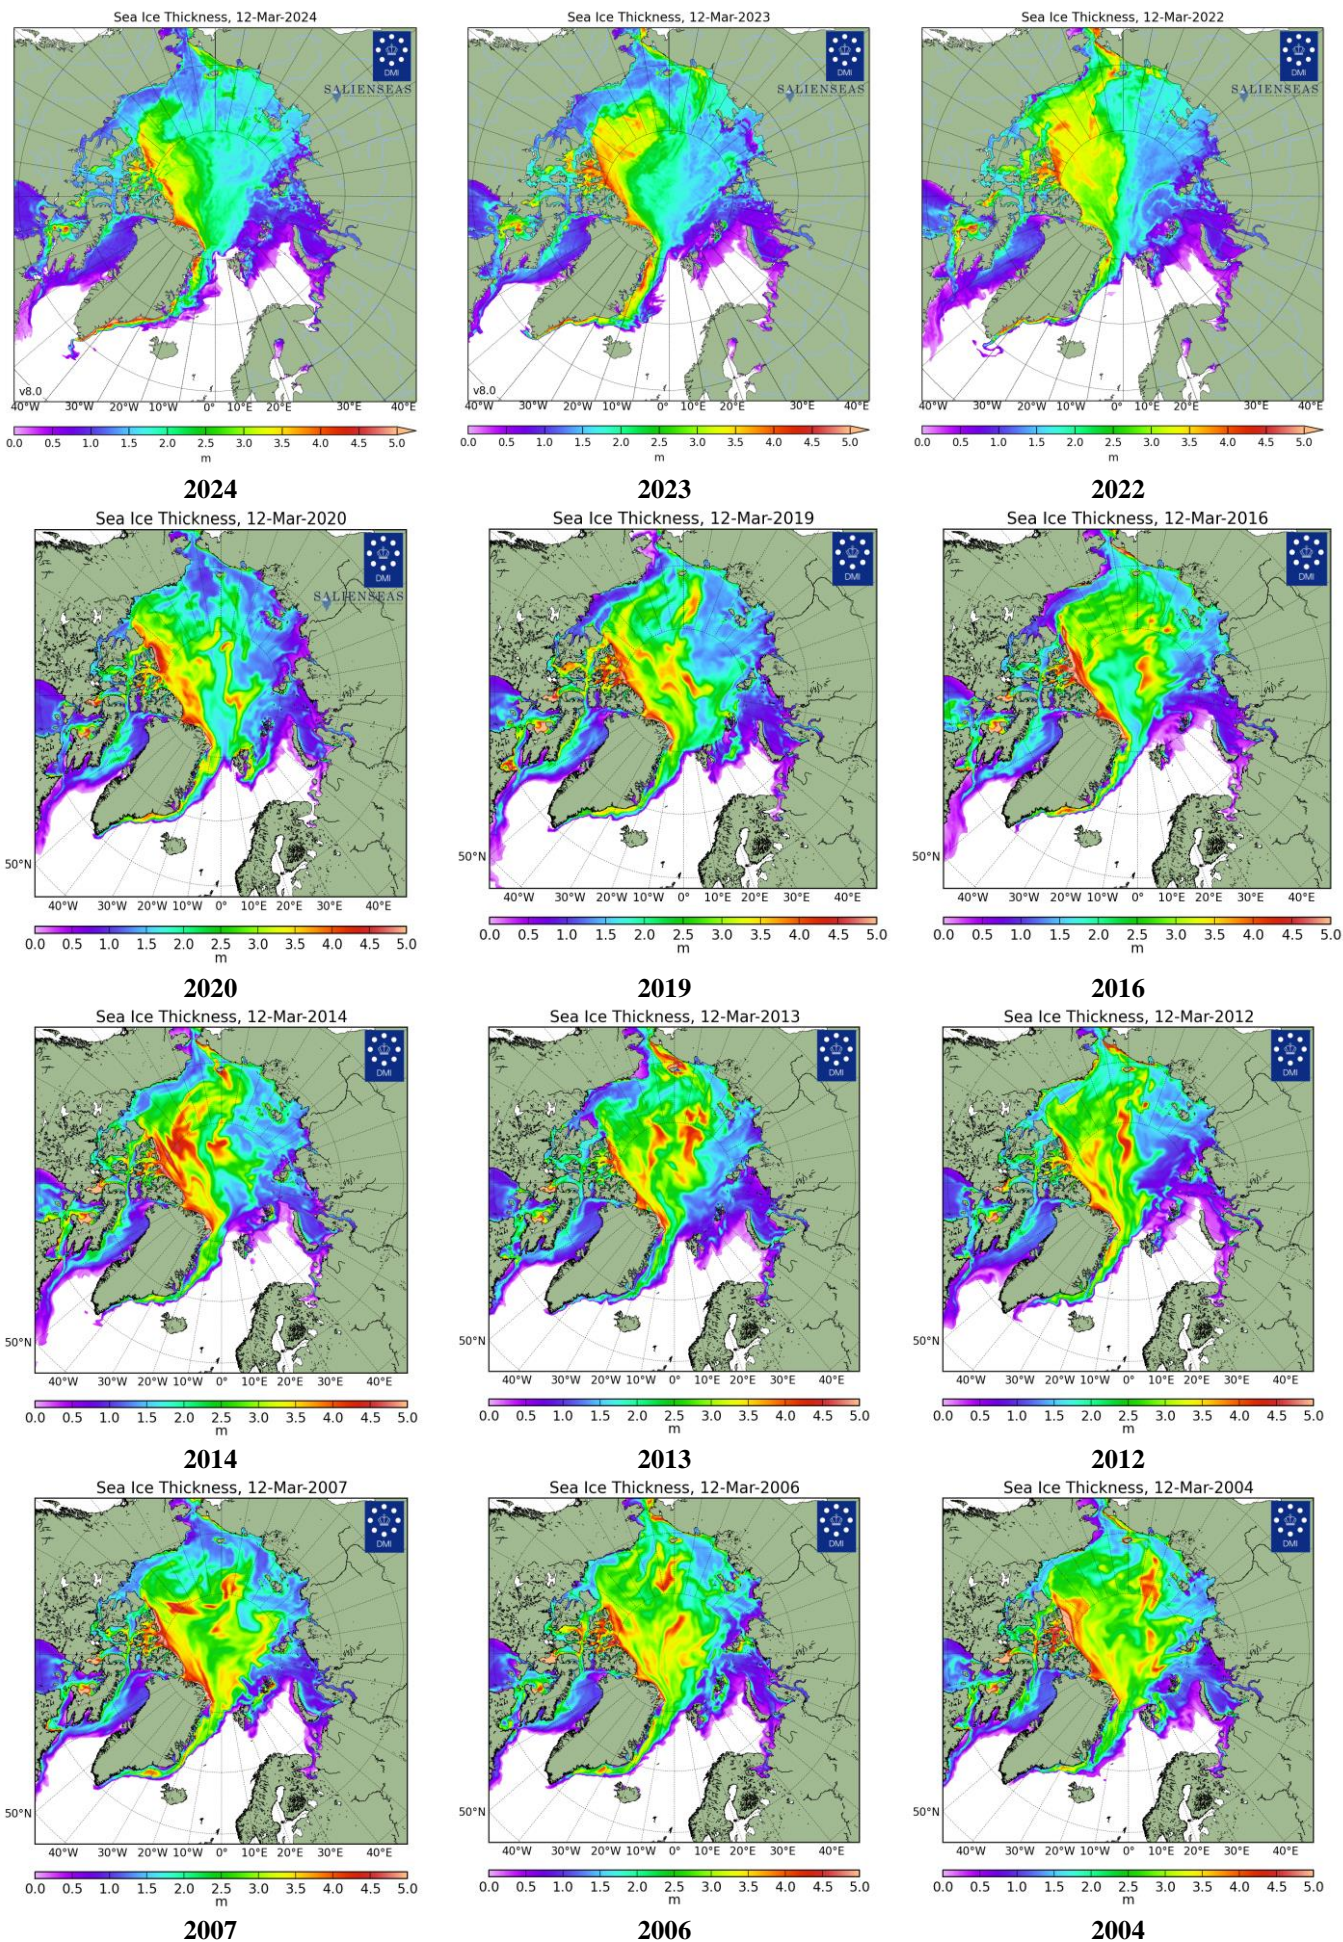 Sea Ice Thickness, 12-Mar-2024
DMI
SALIENSEAS
v8.0
40°W 30°W 20°W 10°W 0° 10°E 20°E 30°E 40°E
0.0 0.5 1.0 1.5 2.0 2.5 3.0 3.5 4.0 4.5 5.0
m
2024
Sea Ice Thickness, 12-Mar-2023
DMI
SALIENSEAS
v8.0
40°W 30°W 20°W 10°W 0° 10°E 20°E 30°E 40°E
0.0 0.5 1.0 1.5 2.0 2.5 3.0 3.5 4.0 4.5 5.0
m
2023
Sea Ice Thickness, 12-Mar-2022
DMI
SALIENSEAS
40°W 30°W 20°W 10°W 0° 10°E 20°E 30°E 40°E
0.0 0.5 1.0 1.5 2.0 2.5 3.0 3.5 4.0 4.5 5.0
m
2022
Sea Ice Thickness, 12-Mar-2020
DMI
SALIENSEAS
50°N
40°W 30°W 20°W 10°W 0° 10°E 20°E 30°E 40°E
0.0 0.5 1.0 1.5 2.0 2.5 3.0 3.5 4.0 4.5 5.0
m
2020
Sea Ice Thickness, 12-Mar-2019
DMI
50°N
40°W 30°W 20°W 10°W 0° 10°E 20°E 30°E 40°E
0.0 0.5 1.0 1.5 2.0 2.5 3.0 3.5 4.0 4.5 5.0
m
2019
Sea Ice Thickness, 12-Mar-2016
DMI
50°N
40°W 30°W 20°W 10°W 0° 10°E 20°E 30°E 40°E
0.0 0.5 1.0 1.5 2.0 2.5 3.0 3.5 4.0 4.5 5.0
m
2016
Sea Ice Thickness, 12-Mar-2014
DMI
50°N
40°W 30°W 20°W 10°W 0° 10°E 20°E 30°E 40°E
0.0 0.5 1.0 1.5 2.0 2.5 3.0 3.5 4.0 4.5 5.0
m
2014
Sea Ice Thickness, 12-Mar-2013
DMI
50°N
40°W 30°W 20°W 10°W 0° 10°E 20°E 30°E 40°E
0.0 0.5 1.0 1.5 2.0 2.5 3.0 3.5 4.0 4.5 5.0
m
2013
Sea Ice Thickness, 12-Mar-2012
DMI
50°N
40°W 30°W 20°W 10°W 0° 10°E 20°E 30°E 40°E
0.0 0.5 1.0 1.5 2.0 2.5 3.0 3.5 4.0 4.5 5.0
m
2012
Sea Ice Thickness, 12-Mar-2007
DMI
50°N
40°W 30°W 20°W 10°W 0° 10°E 20°E 30°E 40°E
0.0 0.5 1.0 1.5 2.0 2.5 3.0 3.5 4.0 4.5 5.0
m
2007
Sea Ice Thickness, 12-Mar-2006
DMI
50°N
40°W 30°W 20°W 10°W 0° 10°E 20°E 30°E 40°E
0.0 0.5 1.0 1.5 2.0 2.5 3.0 3.5 4.0 4.5 5.0
m
2006
Sea Ice Thickness, 12-Mar-2004
DMI
50°N
40°W 30°W 20°W 10°W 0° 10°E 20°E 30°E 40°E
0.0 0.5 1.0 1.5 2.0 2.5 3.0 3.5 4.0 4.5 5.0
m
2004